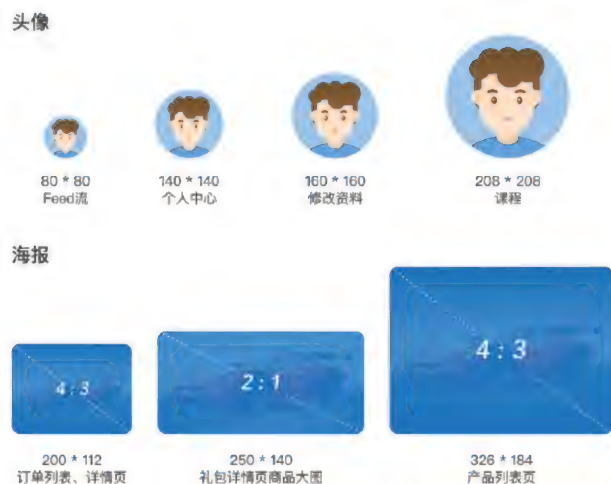 头像
80 * 80
Feed流
140 * 140
个人中心
160 * 160
修改资料
208 * 208
课程
海报
4 : 3
200 * 112
订单列表、详情页
2 : 1
250 * 140
礼包详情页商品大图
4 : 3
326 * 184
产品列表页